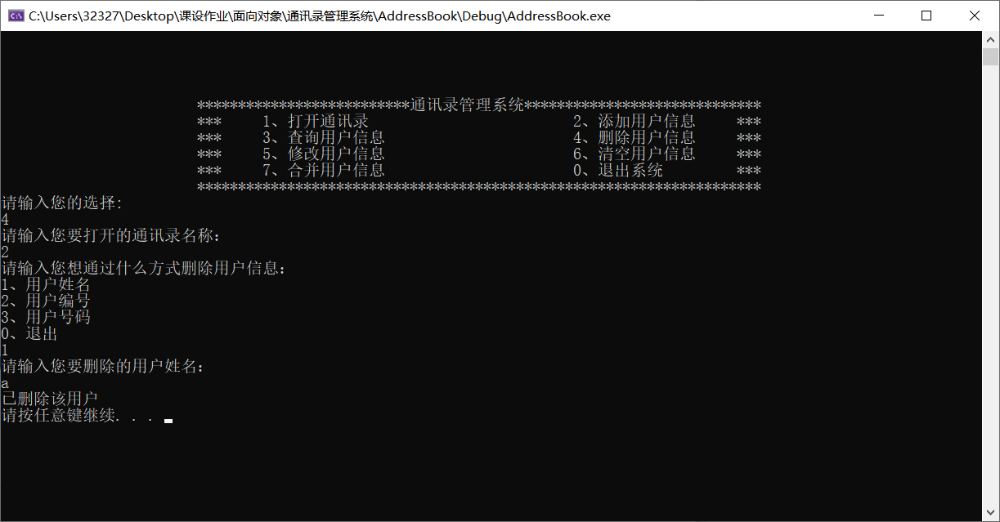 C:\Users\32327\Desktop\课设作业\面向对象\通讯录管理系统\AddressBook\Debug\AddressBook.exe
**************************通讯录管理系统*****************************
*** 1、打开通讯录 2、添加用户信息 ***
*** 3、查询用户信息 4、删除用户信息 ***
*** 5、修改用户信息 6、清空用户信息 ***
*** 7、合并用户信息 0、退出系统 ***
*********************************************************************
请输入您的选择:
4
请输入您要打开的通讯录名称:
2
请输入您想通过什么方式删除用户信息:
1、用户姓名
2、用户编号
3、用户号码
0、退出
1
请输入您要删除的用户姓名:
a
已删除该用户
请按任意键继续. . .